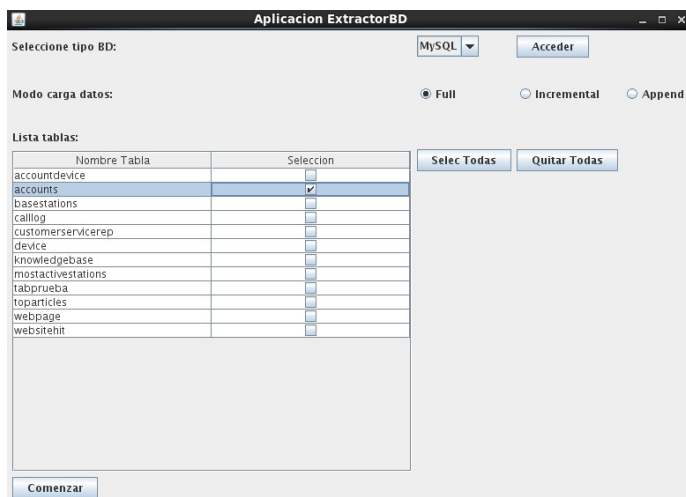 Aplicacion ExtractorBD
Seleccione tipo BD: MySQL Acceder
Modo carga datos: Full Incremental Append
Lista tablas:
Nombre Tabla Seleccion Selec Todas Quitar Todas
accountdevice
accounts
basestations
calllog
customerservicerep
device
knowledgebase
mostactivestations
tabprueba
toparticles
webpage
websitehit
Comenzar